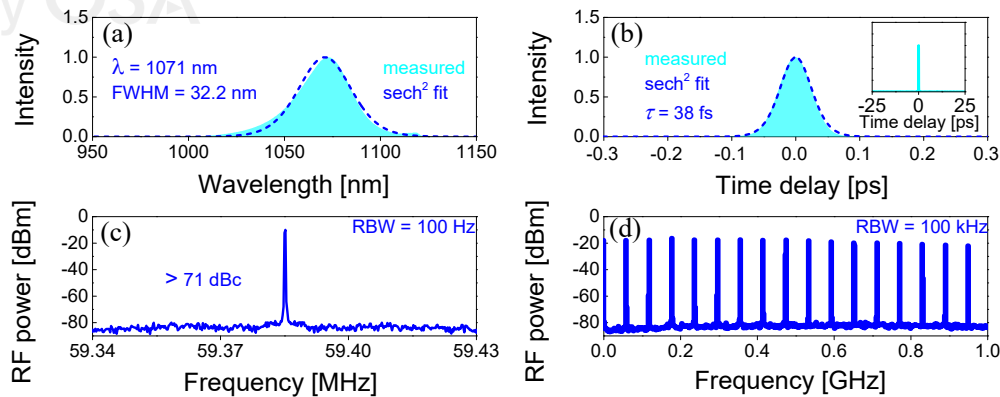 (a)
λ = 1071 nm
FWHM = 32.2 nm
measured
sech² fit
Intensity
1.5
1.0
0.5
0.0
950 1000 1050 1100 1150
Wavelength [nm]
(b)
measured
sech² fit
τ = 38 fs
-25 0 25
Time delay [ps]
Intensity
1.5
1.0
0.5
0.0
-0.3 -0.2 -0.1 0.0 0.1 0.2 0.3
Time delay [ps]
(c)
RBW = 100 Hz
> 71 dBc
RF power [dBm]
0
-20
-40
-60
-80
59.34 59.37 59.40 59.43
Frequency [MHz]
(d)
RBW = 100 kHz
RF power [dBm]
0
-20
-40
-60
-80
0.0 0.2 0.4 0.6 0.8 1.0
Frequency [GHz]